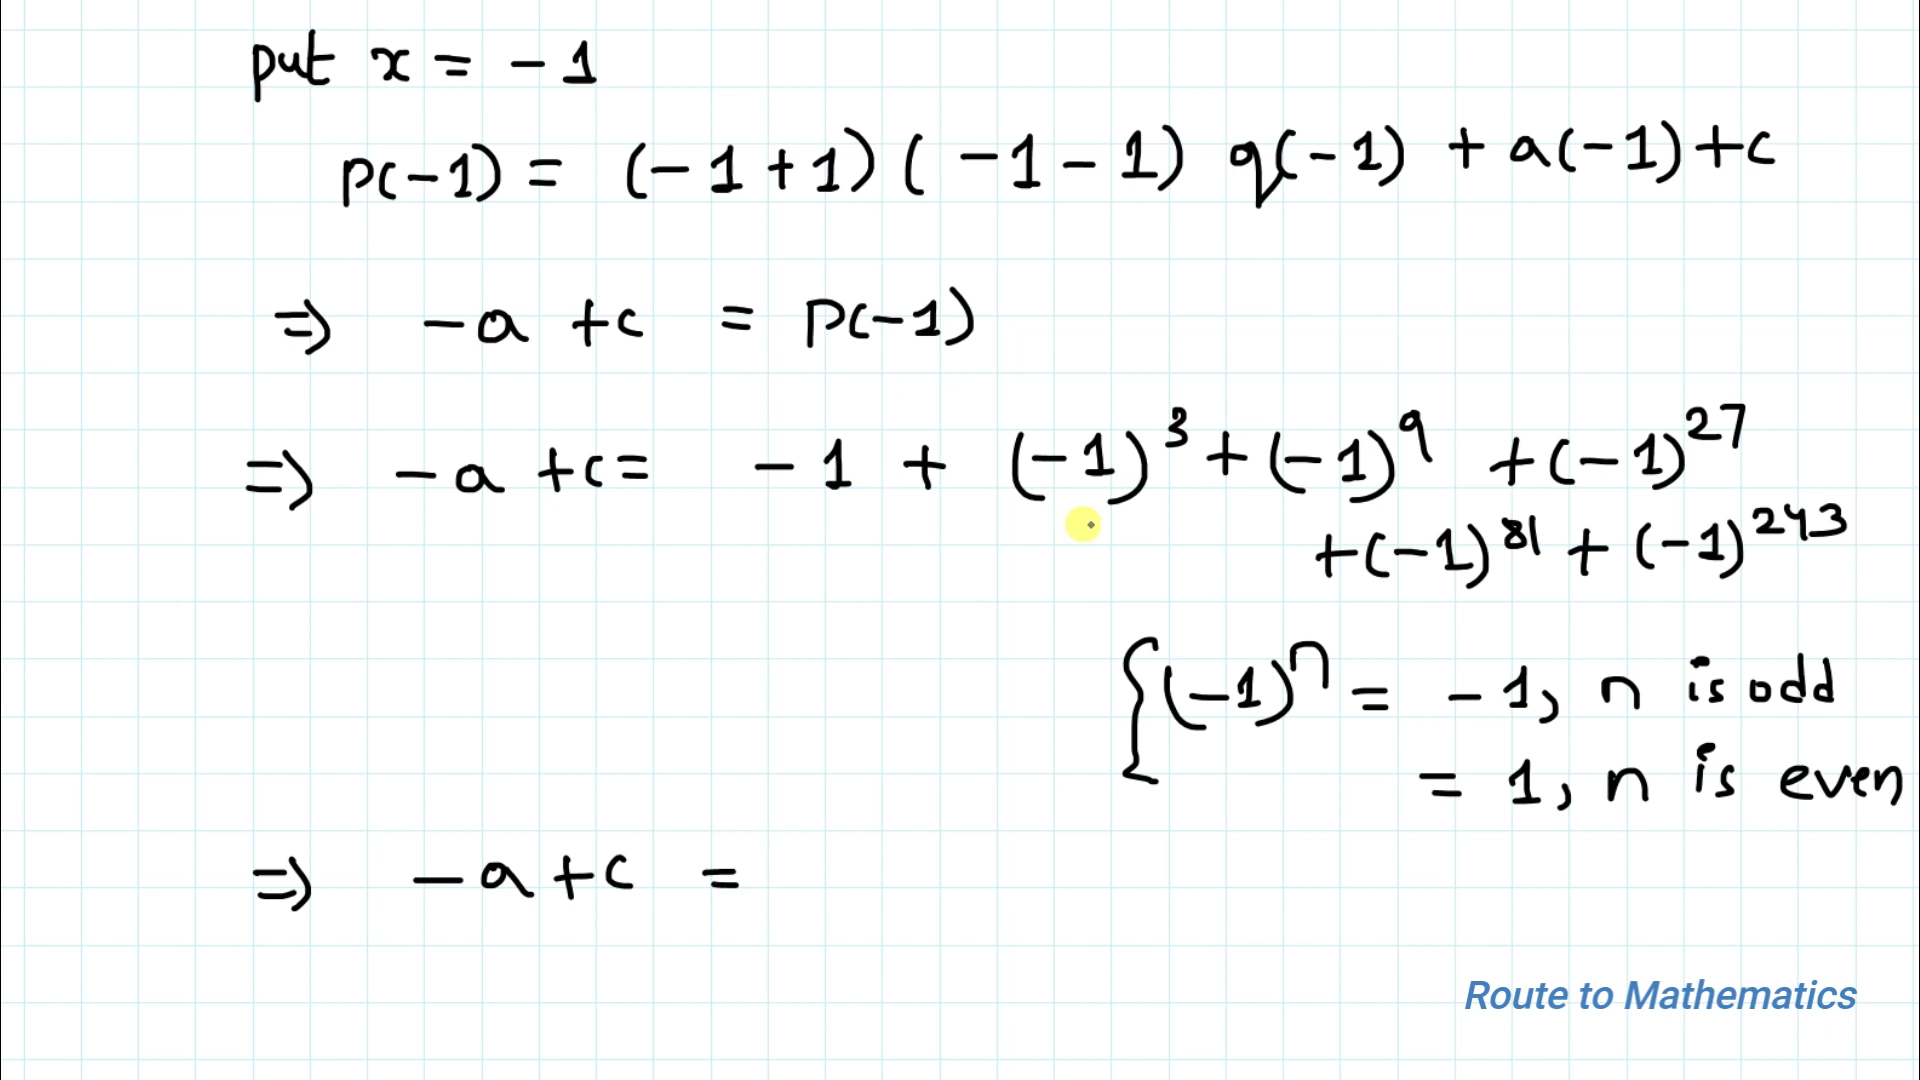 put x = -1
p(-1) = (-1+1)(-1-1) q(-1) + a(-1)+c
⇒ -a +c = p(-1)
⇒ -a +c = -1 + (-1)³ + (-1)⁹ + (-1)²⁷
+(-1)⁸¹ + (-1)²⁴³
{(-1)ⁿ = -1, n is odd
= 1, n is even
⇒ -a+c =
Route to Mathematics